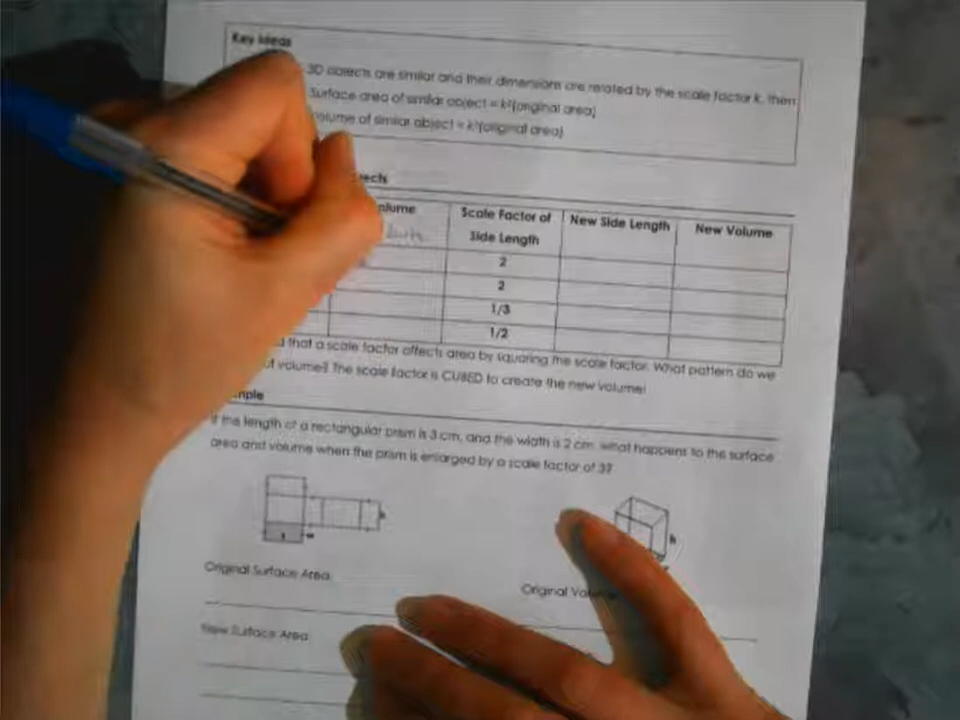 Key Ideas
3D objects are similar and their dimensions are related by the scale factor k, then
Surface area of similar object = k²(original area)
volume of similar object = k³(original area)
Scale Factor of Side Length
New Side Length
New Volume
2
2
1/3
1/2
that a scale factor affects area by squaring the scale factor. What pattern do we
of volume? The scale factor is CUBED to create the new volume!
If the length of a rectangular prism is 3 cm, and the width is 2 cm, what happens to the surface
area and volume when the prism is enlarged by a scale factor of 3?
h
Original Surface Area
Original
New Surface Area